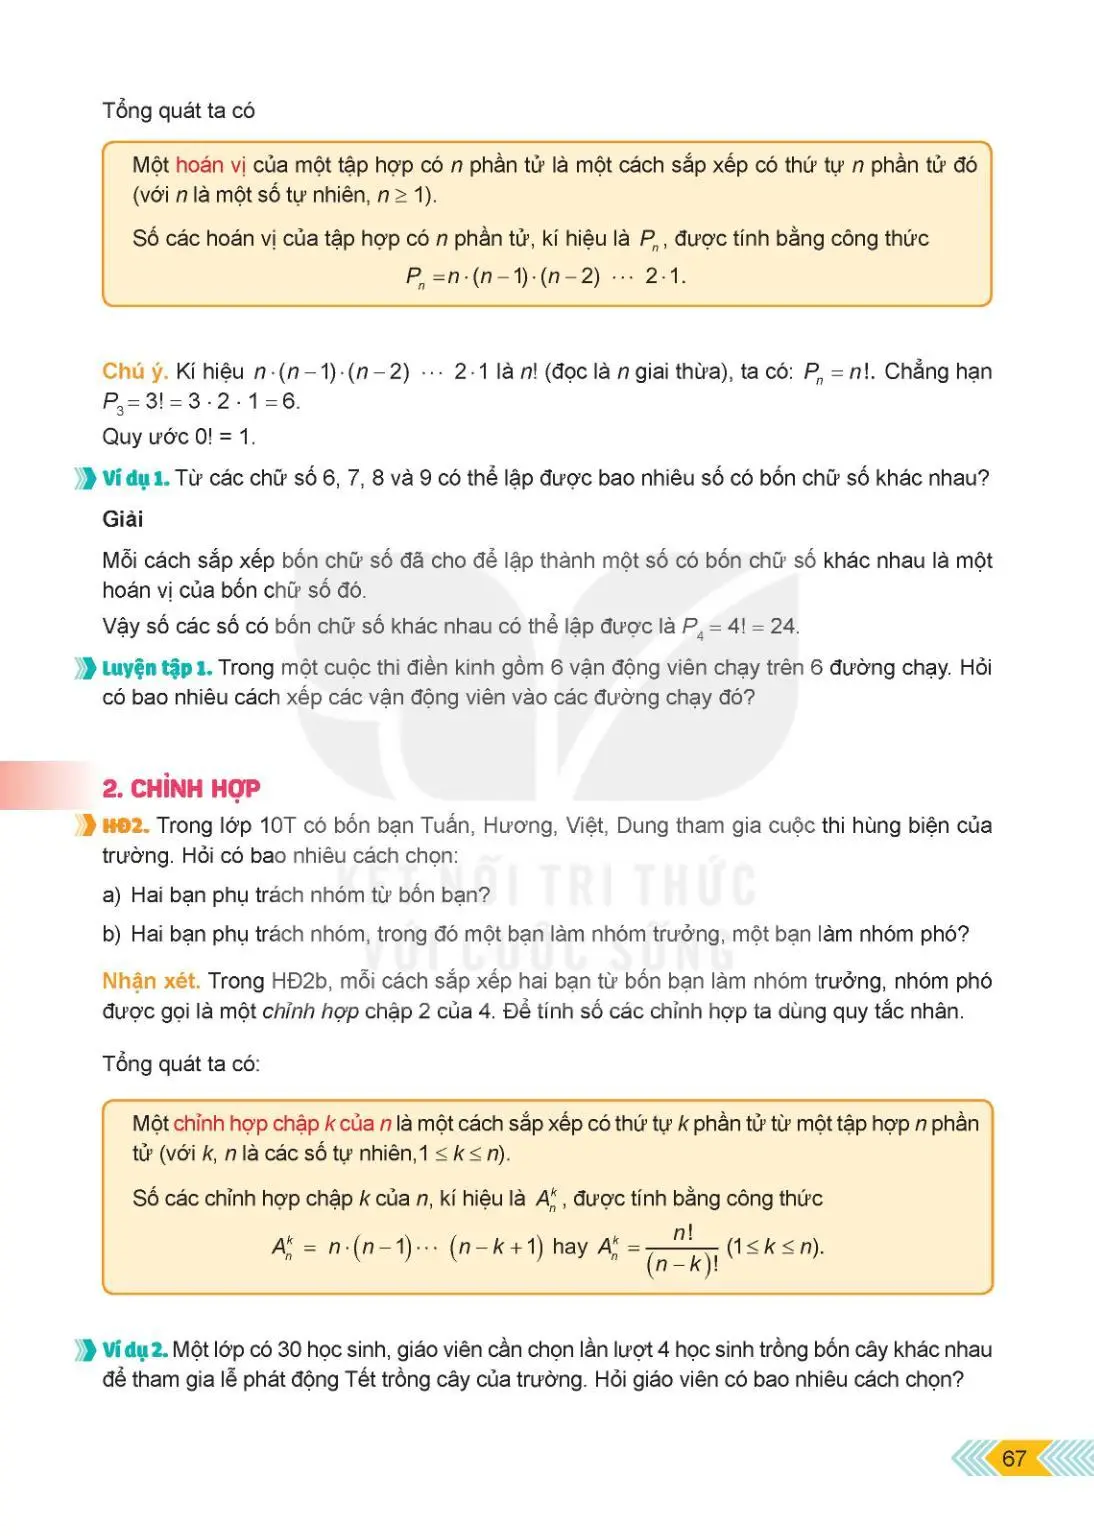 Tổng quát ta có
Một hoán vị của một tập hợp có n phần tử là một cách sắp xếp có thứ tự n phần tử đó
(với n là một số tự nhiên, n ≥ 1).
Số các hoán vị của tập hợp có n phần tử, kí hiệu là Pₙ, được tính bằng công thức
Pₙ = n · (n – 1) · (n – 2) ··· 2 · 1.
Chú ý. Kí hiệu n · (n – 1) · (n – 2) ··· 2 · 1 là n! (đọc là n giai thừa), ta có: Pₙ = n!. Chẳng hạn
P₃ = 3! = 3 · 2 · 1 = 6.
Quy ước 0! = 1.
Ví dụ 1. Từ các chữ số 6, 7, 8 và 9 có thể lập được bao nhiêu số có bốn chữ số khác nhau?
Giải
Mỗi cách sắp xếp bốn chữ số đã cho để lập thành một số có bốn chữ số khác nhau là một
hoán vị của bốn chữ số đó.
Vậy số các số có bốn chữ số khác nhau có thể lập được là P₄ = 4! = 24.
Luyện tập 1. Trong một cuộc thi điền kinh gồm 6 vận động viên chạy trên 6 đường chạy. Hỏi
có bao nhiêu cách xếp các vận động viên vào các đường chạy đó?
2. CHỈNH HỢP
HĐ2. Trong lớp 10T có bốn bạn Tuấn, Hương, Việt, Dung tham gia cuộc thi hùng biện của
trường. Hỏi có bao nhiêu cách chọn:
KẾT NỐI TRI THỨC
a) Hai bạn phụ trách nhóm từ bốn bạn?
b) Hai bạn phụ trách nhóm, trong đó một bạn làm nhóm trưởng, một bạn làm nhóm phó?
VỚI CUỘC SỐNG
Nhận xét. Trong HĐ2b, mỗi cách sắp xếp hai bạn từ bốn bạn làm nhóm trưởng, nhóm phó
được gọi là một chỉnh hợp chập 2 của 4. Để tính số các chỉnh hợp ta dùng quy tắc nhân.
Tổng quát ta có:
Một chỉnh hợp chập k của n là một cách sắp xếp có thứ tự k phần tử từ một tập hợp n phần
tử (với k, n là các số tự nhiên, 1 ≤ k ≤ n).
Số các chỉnh hợp chập k của n, kí hiệu là Aₙᵏ, được tính bằng công thức
Aₙᵏ = n · (n – 1) ··· (n – k + 1) hay Aₙᵏ = n!/(n – k)! (1 ≤ k ≤ n).
Ví dụ 2. Một lớp có 30 học sinh, giáo viên cần chọn lần lượt 4 học sinh trồng bốn cây khác nhau
để tham gia lễ phát động Tết trồng cây của trường. Hỏi giáo viên có bao nhiêu cách chọn?
67